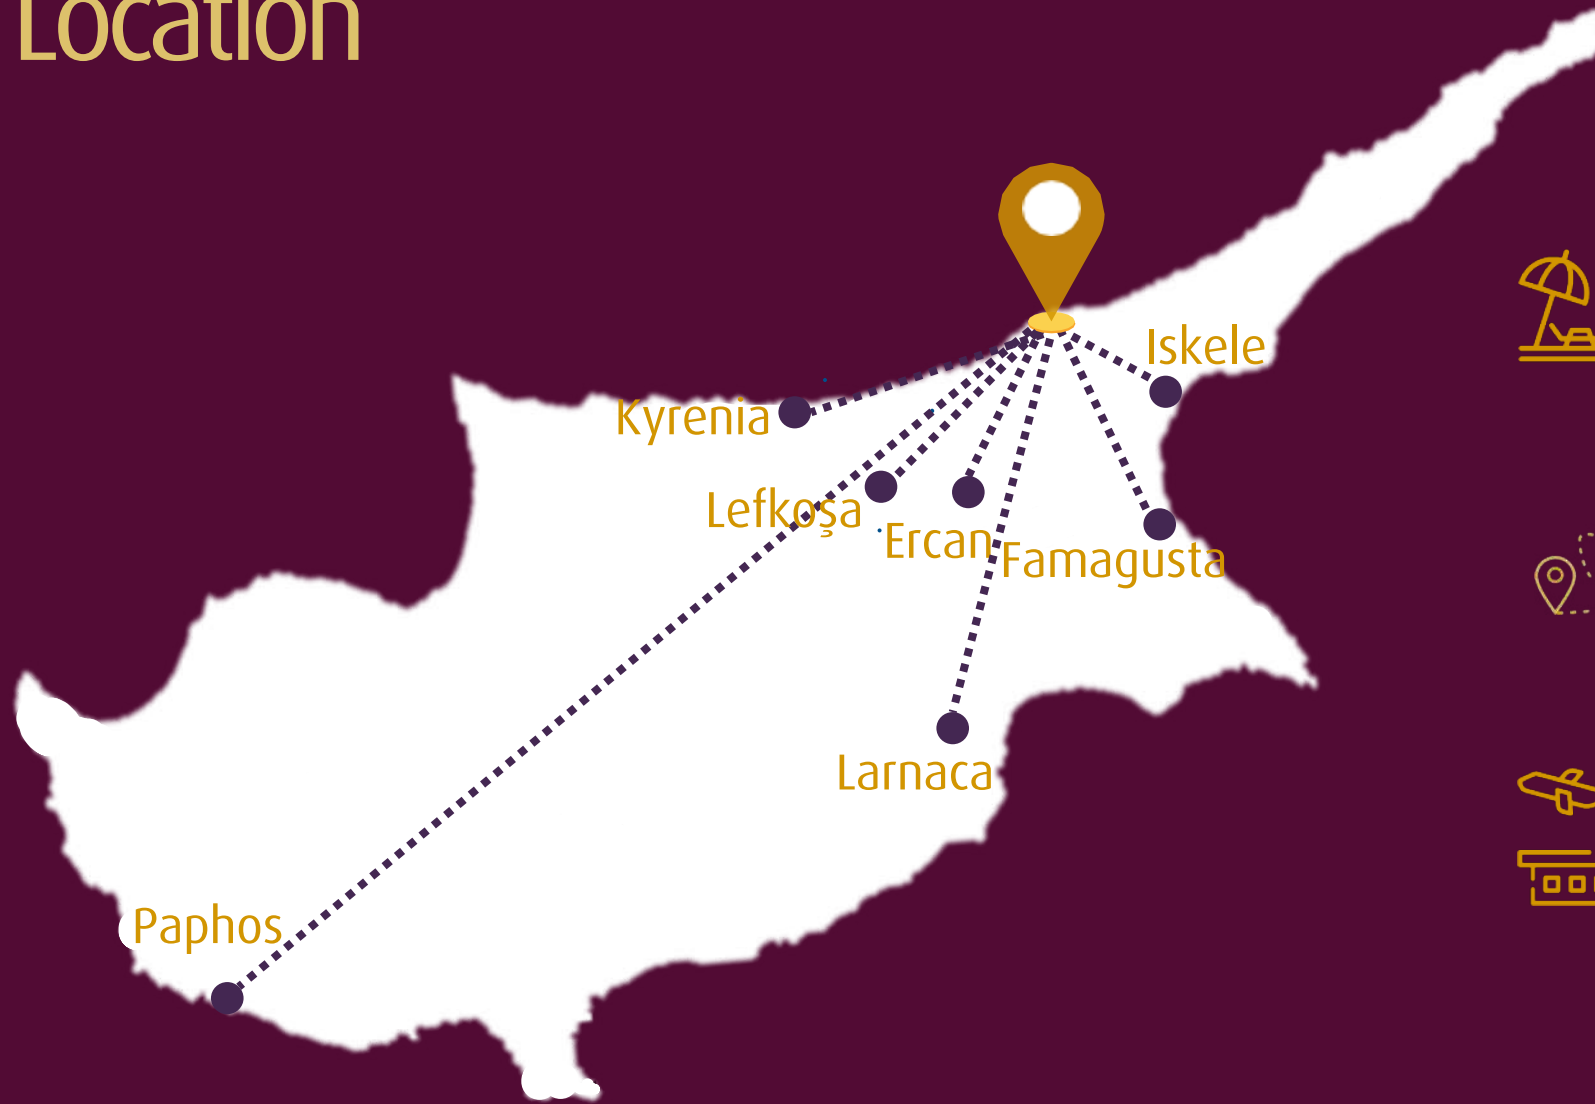 Location
Iskele
Kyrenia
Lefkoşa
Ercan
Famagusta
Larnaca
Paphos